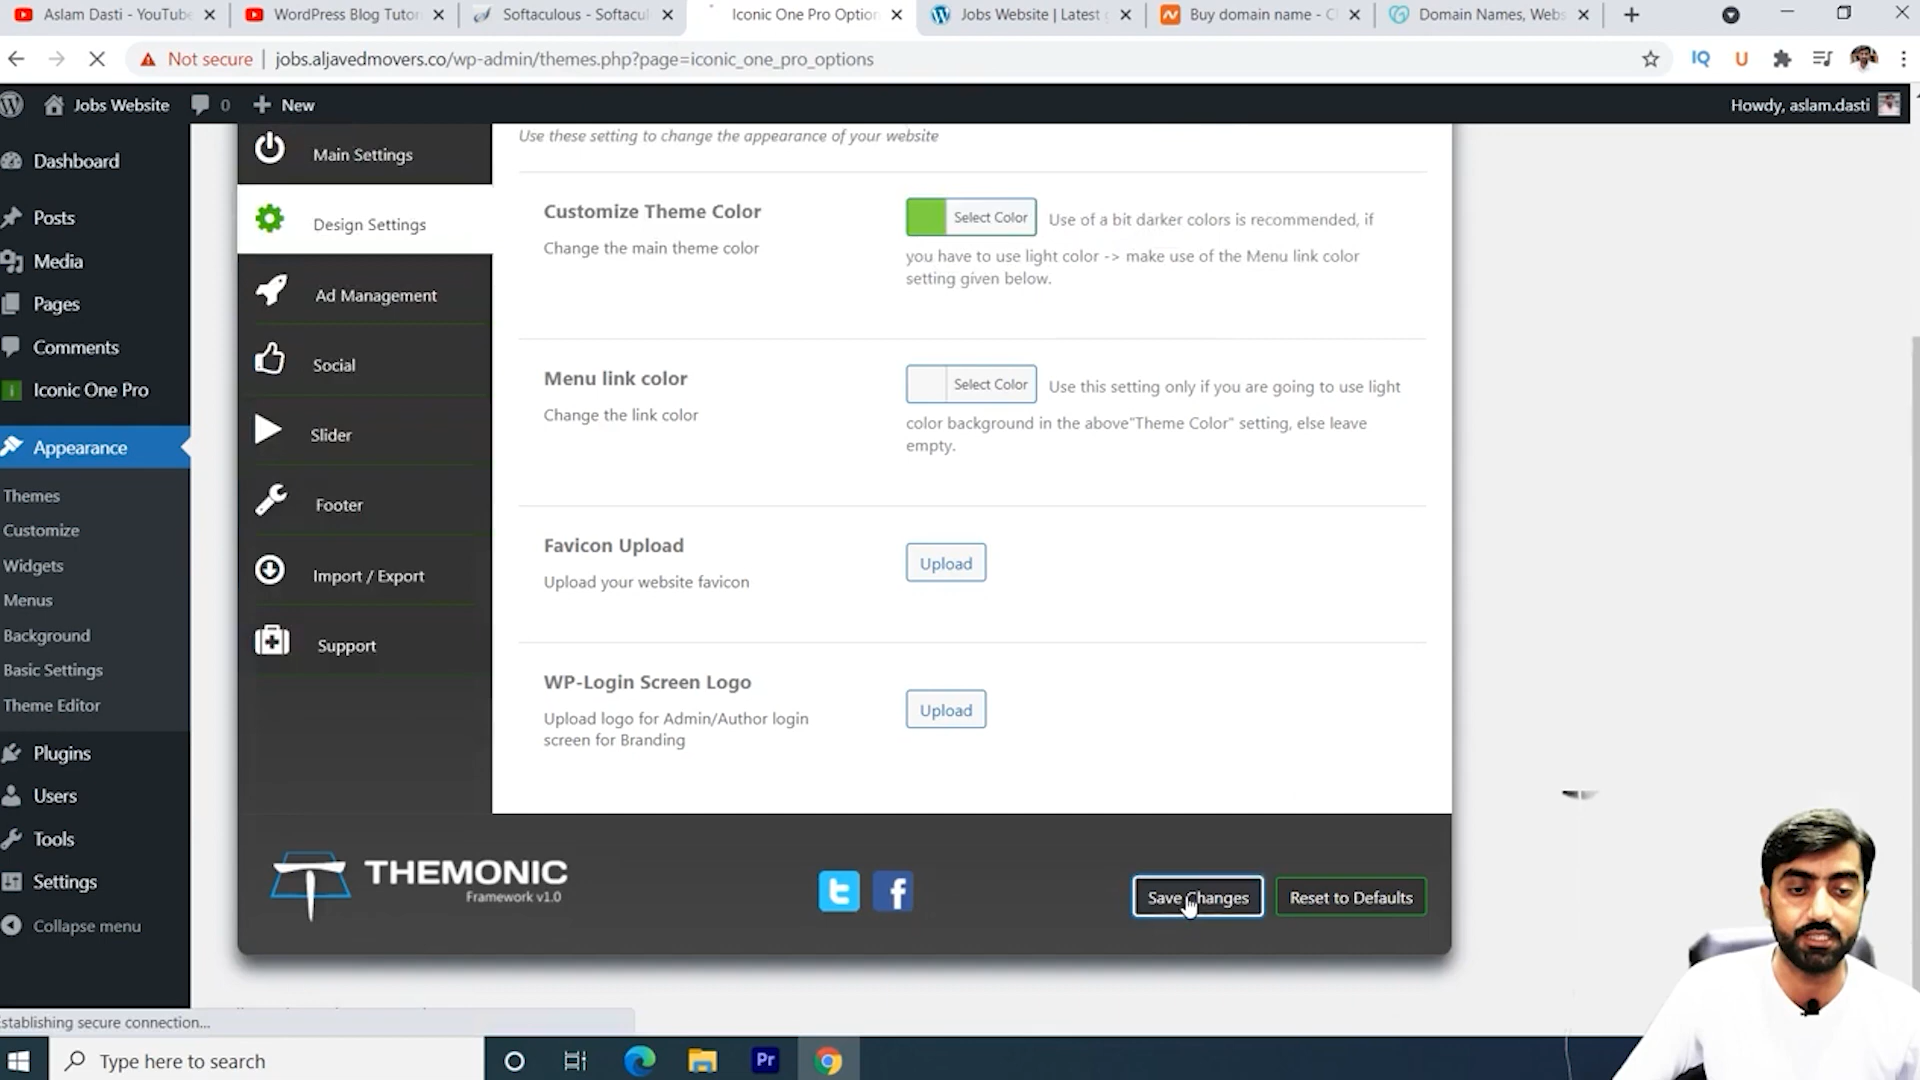 Aslam Dasti - YouTube
WordPress Blog Tutor
Softaculous - Softacul
Iconic One Pro Option
Jobs Website | Latest
Buy domain name - C
Domain Names, Webs
Not secure
jobs.aljavedmovers.co/wp-admin/themes.php?page=iconic_one_pro_options
IQ
U
Jobs Website
0
New
Howdy, aslam.dasti
Dashboard
Posts
Media
Pages
Comments
Iconic One Pro
Appearance
Themes
Customize
Widgets
Menus
Background
Basic Settings
Theme Editor
Plugins
Users
Tools
Settings
Collapse menu
Main Settings
Design Settings
Ad Management
Social
Slider
Footer
Import / Export
Support
Use these setting to change the appearance of your website
Customize Theme Color
Change the main theme color
Select Color
Use of a bit darker colors is recommended, if
you have to use light color -> make use of the Menu link color
setting given below.
Menu link color
Change the link color
Select Color
Use this setting only if you are going to use light
color background in the above"Theme Color" setting, else leave
empty.
Favicon Upload
Upload your website favicon
Upload
WP-Login Screen Logo
Upload logo for Admin/Author login
screen for Branding
Upload
THEMONIC
Framework v1.0
Save Changes
Reset to Defaults
stablishing secure connection...
Type here to search
Pr